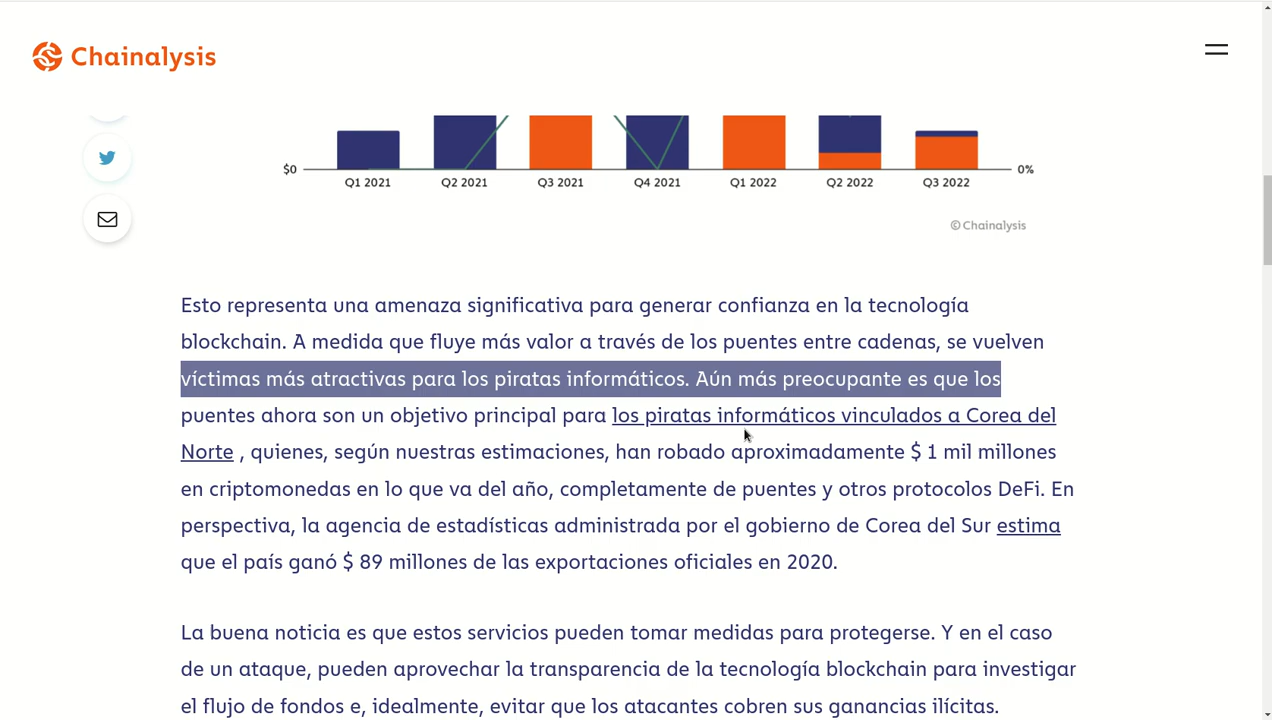 Chainalysis
$0
0%
Q1 2021 Q2 2021 Q3 2021 Q4 2021 Q1 2022 Q2 2022 Q3 2022
© Chainalysis
Esto representa una amenaza significativa para generar confianza en la tecnología
blockchain. A medida que fluye más valor a través de los puentes entre cadenas, se vuelven
víctimas más atractivas para los piratas informáticos. Aún más preocupante es que los
puentes ahora son un objetivo principal para los piratas informáticos vinculados a Corea del
Norte , quienes, según nuestras estimaciones, han robado aproximadamente $ 1 mil millones
en criptomonedas en lo que va del año, completamente de puentes y otros protocolos DeFi. En
perspectiva, la agencia de estadísticas administrada por el gobierno de Corea del Sur estima
que el país ganó $ 89 millones de las exportaciones oficiales en 2020.
La buena noticia es que estos servicios pueden tomar medidas para protegerse. Y en el caso
de un ataque, pueden aprovechar la transparencia de la tecnología blockchain para investigar
el flujo de fondos e, idealmente, evitar que los atacantes cobren sus ganancias ilícitas.